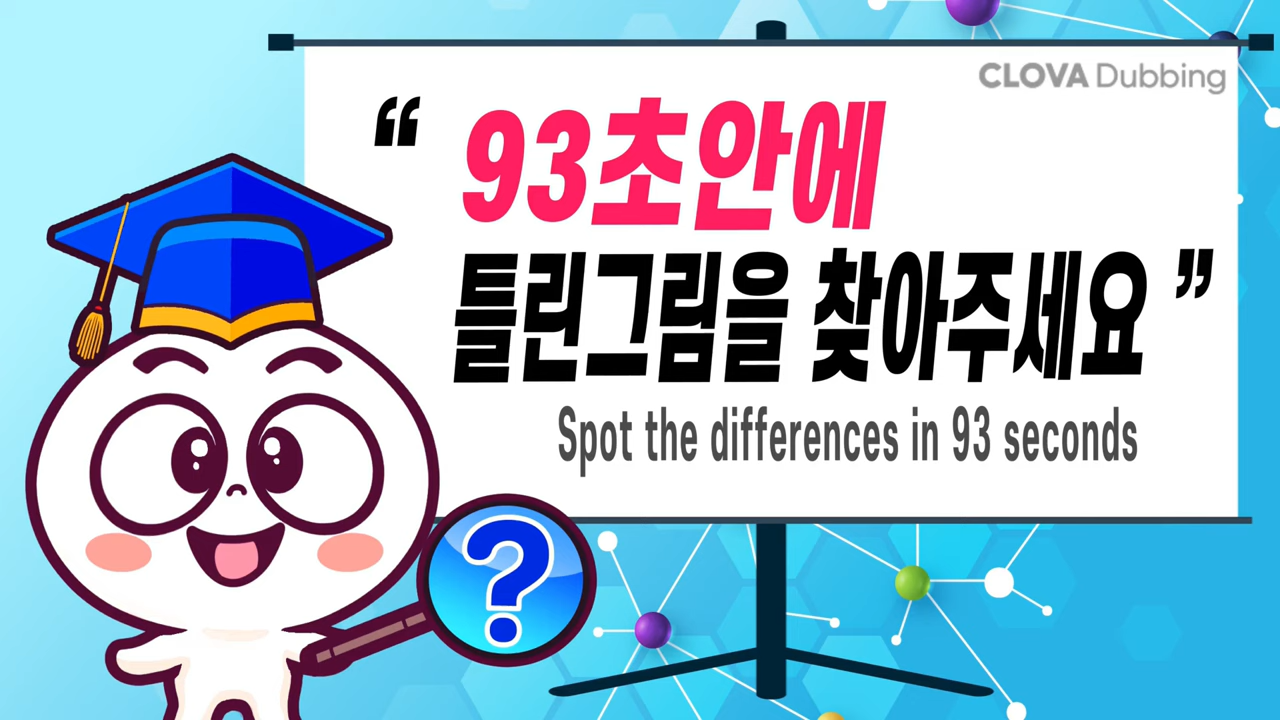 CLOVA Dubbing
“ 93초안에
틀린그림을 찾아주세요 ”
Spot the differences in 93 seconds
?